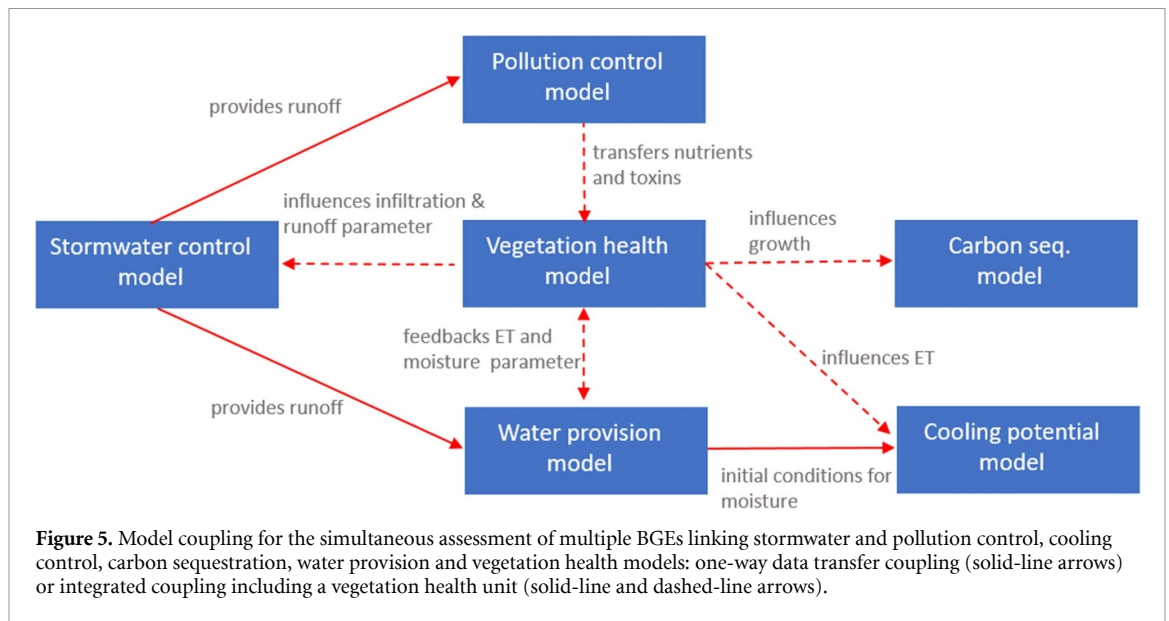 Pollution control
model
provides runoff
transfers nutrients
and toxins
influences infiltration &
runoff parameter
influences
growth
Stormwater control
model
Vegetation health
model
Carbon seq.
model
feedbacks ET and
moisture parameter
influences ET
provides runoff
Water provision
model
Cooling potential
model
initial conditions for
moisture
Figure 5. Model coupling for the simultaneous assessment of multiple BGEs linking stormwater and pollution control, cooling
control, carbon sequestration, water provision and vegetation health models: one-way data transfer coupling (solid-line arrows)
or integrated coupling including a vegetation health unit (solid-line and dashed-line arrows).